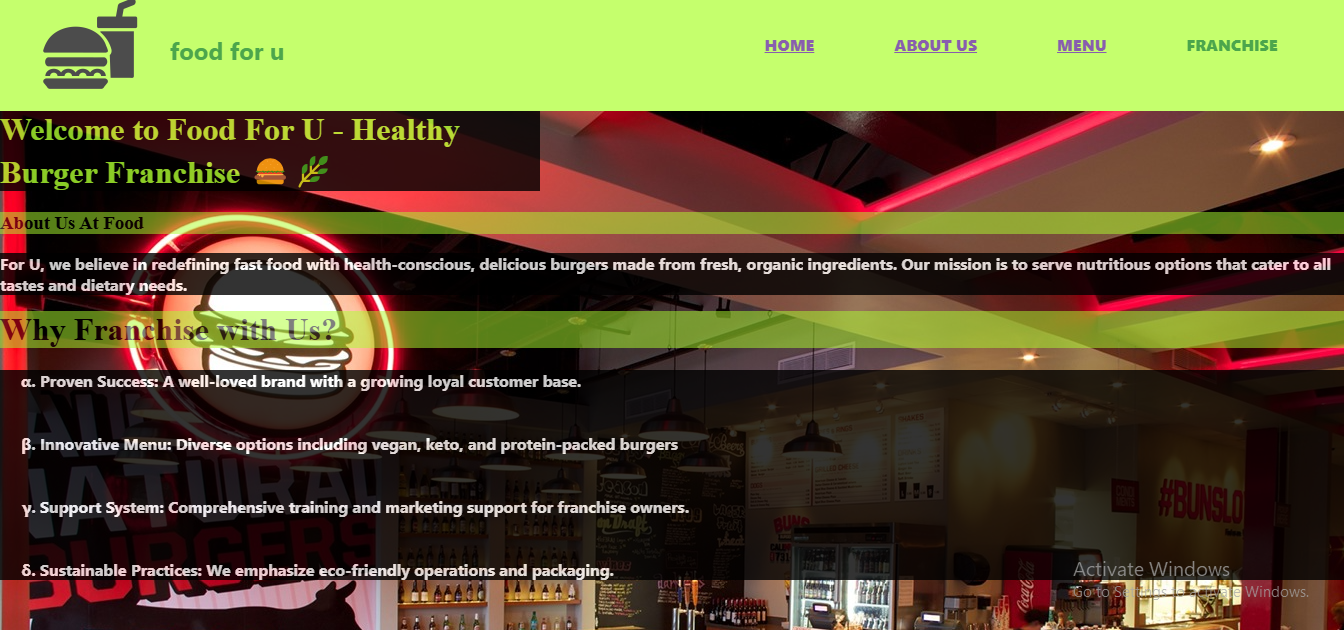 food for u
HOME ABOUT US MENU FRANCHISE
Welcome to Food For U - Healthy
Burger Franchise 🍔 🌿
About Us At Food
For U, we believe in redefining fast food with health-conscious, delicious burgers made from fresh, organic ingredients. Our mission is to serve nutritious options that cater to all
tastes and dietary needs.
Why Franchise with Us?
α. Proven Success: A well-loved brand with a growing loyal customer base.
β. Innovative Menu: Diverse options including vegan, keto, and protein-packed burgers
γ. Support System: Comprehensive training and marketing support for franchise owners.
δ. Sustainable Practices: We emphasize eco-friendly operations and packaging.
NATURAL
BURGERS
SHAKES
#BUNSLO
Coca-Cola
Activate Windows
Go to Settings to activate Windows.